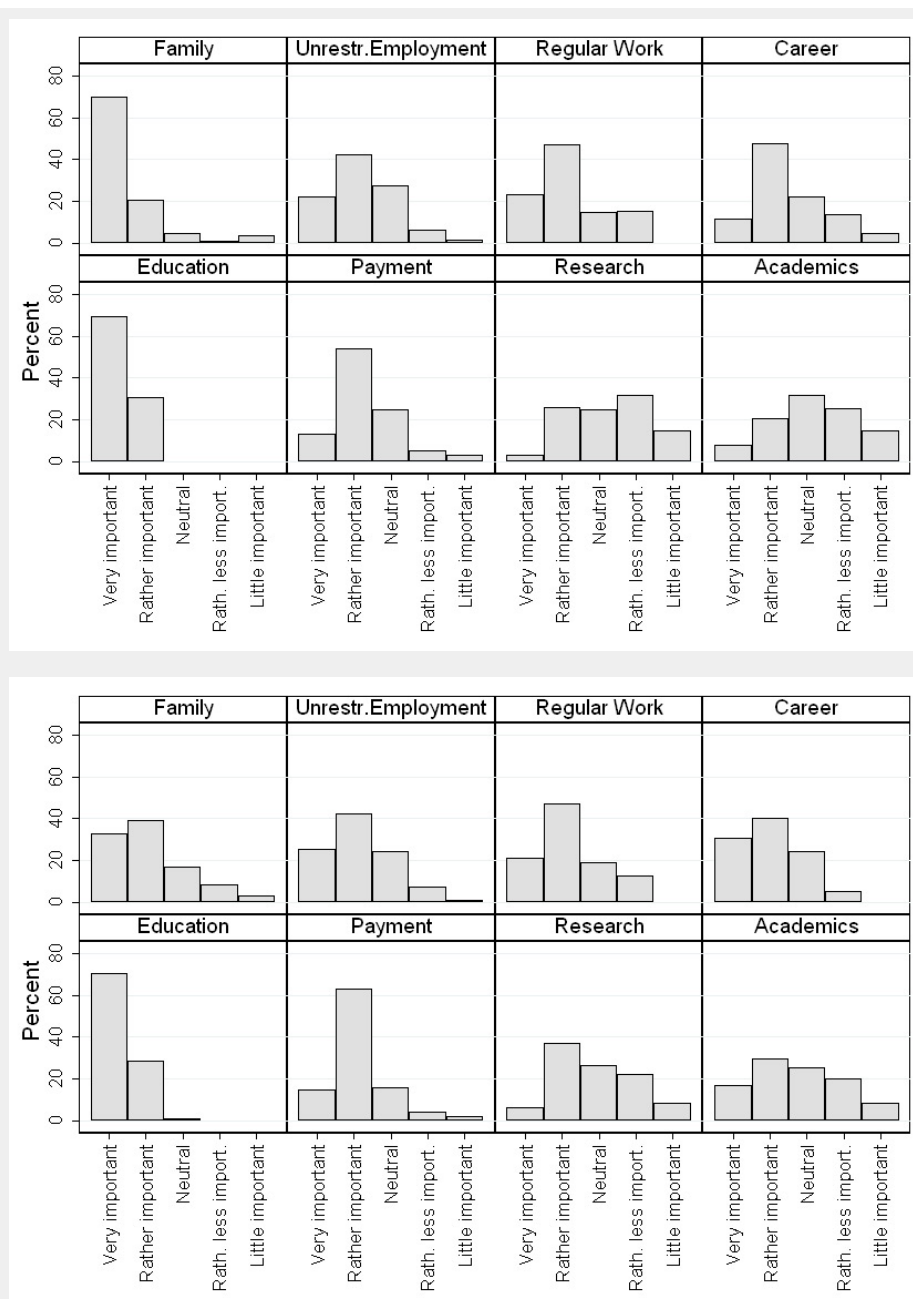 Family Unrestr.Employment Regular Work Career
80
60
40
20
0
Education Payment Research Academics
80
60
40
20
0
Percent
Very important Rather important Neutral Rath. less import. Little important Very important Rather important Neutral Rath. less import. Little important Very important Rather important Neutral Rath. less import. Little important Very important Rather important Neutral Rath. less import. Little important
Family Unrestr.Employment Regular Work Career
80
60
40
20
0
Education Payment Research Academics
80
60
40
20
0
Percent
Very important Rather important Neutral Rath. less import. Little important Very important Rather important Neutral Rath. less import. Little important Very important Rather important Neutral Rath. less import. Little important Very important Rather important Neutral Rath. less import. Little important